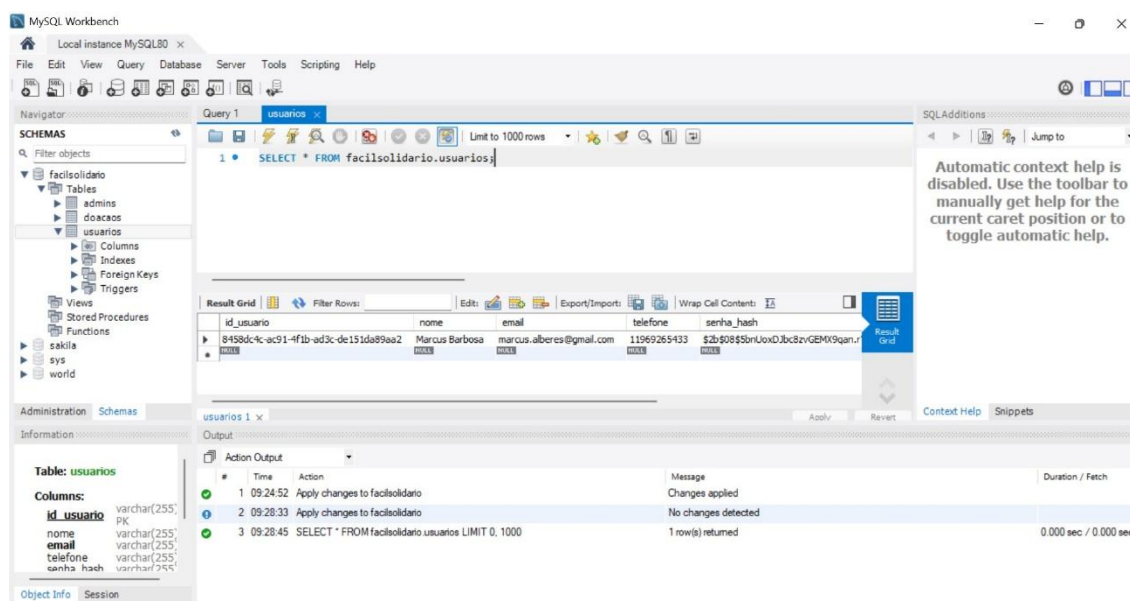 MySQL Workbench
Local instance MySQL80
File Edit View Query Database Server Tools Scripting Help
Navigator
SCHEMAS
Filter objects
facilsolidario
Tables
admins
doacaos
usuarios
Columns
Indexes
Foreign Keys
Triggers
Views
Stored Procedures
Functions
sakila
sys
world
Administration Schemas
Information
Table: usuarios
Columns:
id_usuario varchar(255) PK
nome varchar(255)
email varchar(255)
telefone varchar(255)
senha_hash varchar(255)
Object Info Session
Query 1 usuarios
Limit to 1000 rows
1 SELECT * FROM facilsolidario.usuarios;
Result Grid Filter Rows: Edit: Export/Import: Wrap Cell Content:
id_usuario nome email telefone senha_hash
8458dc4c-ac91-4f1b-ad3c-de151da89aa2 Marcus Barbosa marcus.alberes@gmail.com 11969265433
NULL NULL NULL NULL NULL
Result Grid
usuarios 1 Apply Revert
Output
Action Output
# Time Action Message Duration / Fetch
1 09:24:52 Apply changes to facilsolidario Changes applied
2 09:28:33 Apply changes to facilsolidario No changes detected
3 09:28:45 SELECT * FROM facilsolidario.usuarios LIMIT 0, 1000 1 row(s) returned 0.000 sec / 0.000 sec
SQLAdditions
Jump to
Automatic context help is
disabled. Use the toolbar to
manually get help for the
current caret position or to
toggle automatic help.
Context Help Snippets